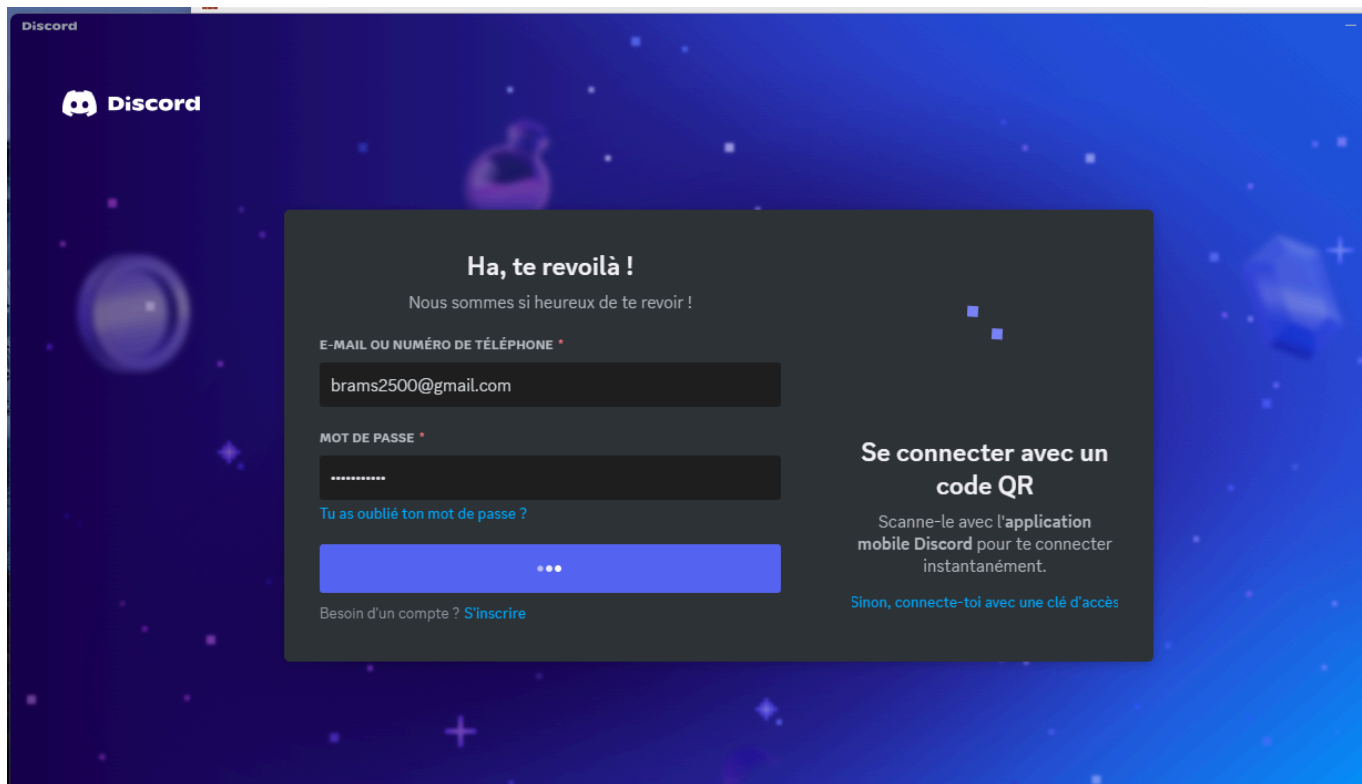 Discord
Discord
Ha, te revoilà !
Nous sommes si heureux de te revoir !
E-MAIL OU NUMÉRO DE TÉLÉPHONE *
brams2500@gmail.com
MOT DE PASSE *
Tu as oublié ton mot de passe ?
Besoin d'un compte ? S'inscrire
Se connecter avec un
code QR
Scanne-le avec l'application
mobile Discord pour te connecter
instantanément.
Sinon, connecte-toi avec une clé d'accès